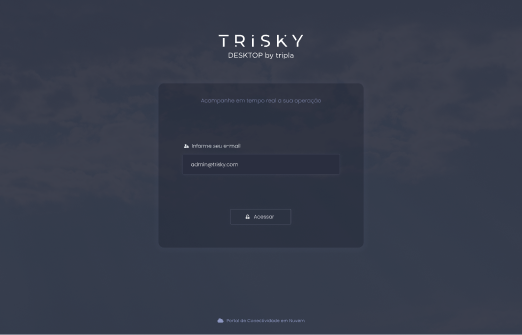 TRiSKY
DESKTOP by tripla
Acompanhe em tempo real a sua operação
Informe seu e-mail
admin@trisky.com
Acessar
Portal da Conectividade em Nuvem